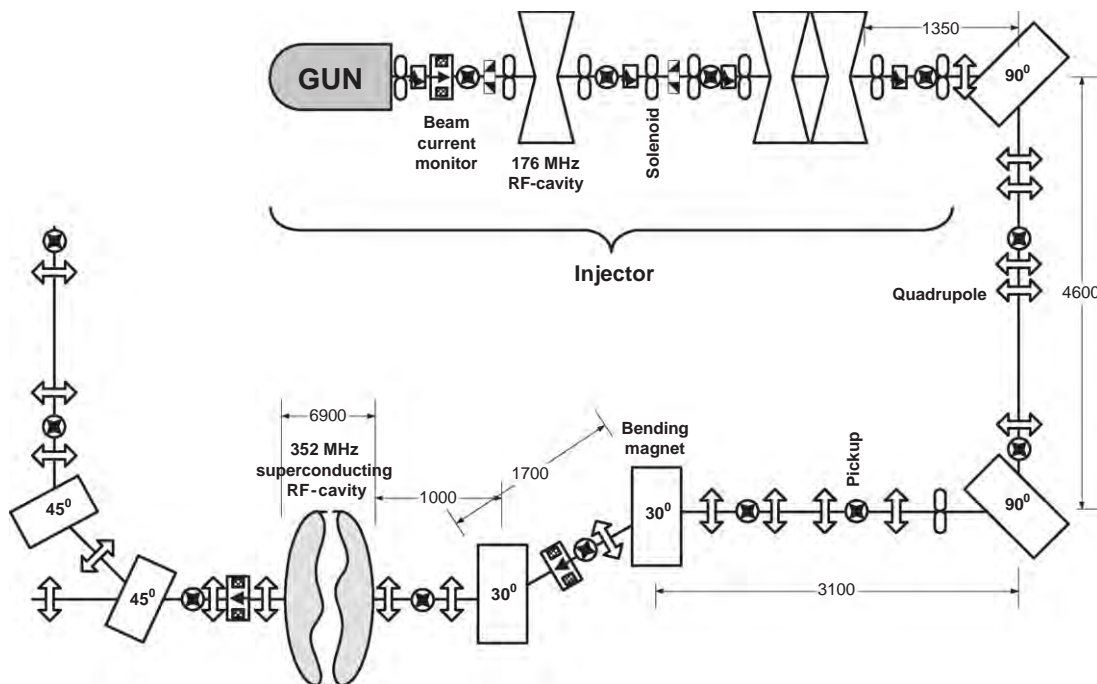 1350
GUN
90⁰
Beam
current
monitor
176 MHz
RF-cavity
Solenoid
Injector
Quadrupole
4600
6900
352 MHz
superconducting
RF-cavity
1000
1700
Bending
magnet
Pickup
45⁰
30⁰
90⁰
45⁰
30⁰
3100